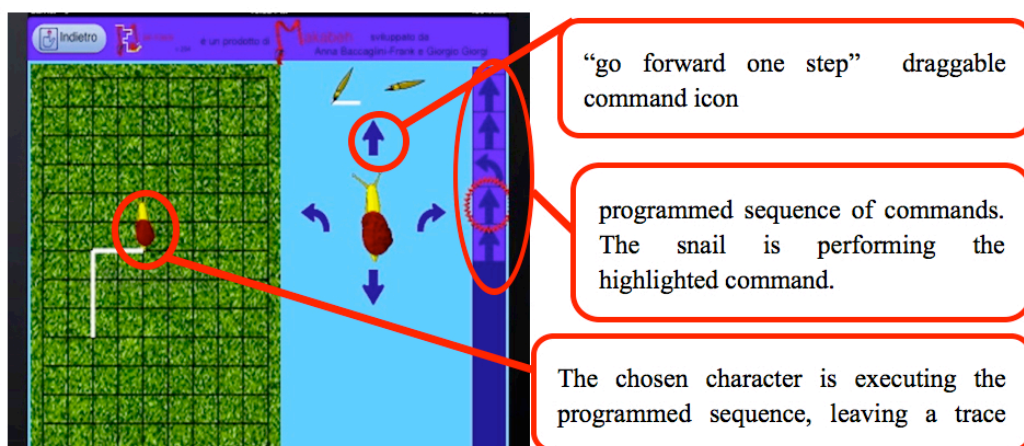 Indietro
è un prodotto di Makabah sviluppato da
Anna Baccaglini-Frank e Giorgio Giorgi
“go forward one step” draggable
command icon
programmed sequence of commands.
The snail is performing the
highlighted command.
The chosen character is executing the
programmed sequence, leaving a trace